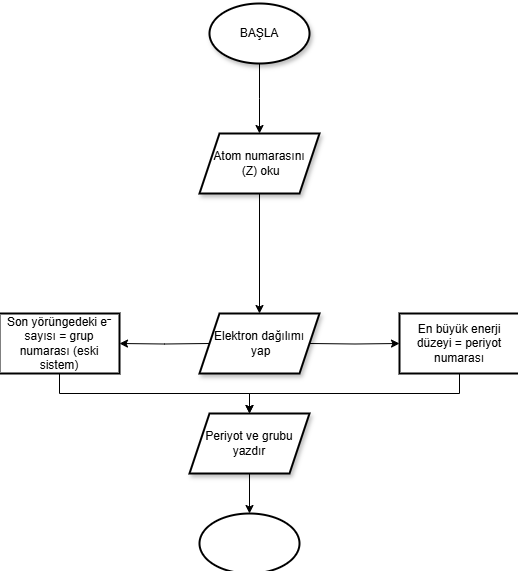 BAŞLA
Atom numarasını
(Z) oku
Son yörüngedeki e⁻
sayısı = grup
numarası (eski
sistem)
Elektron dağılımı
yap
En büyük enerji
düzeyi = periyot
numarası
Periyot ve grubu
yazdır